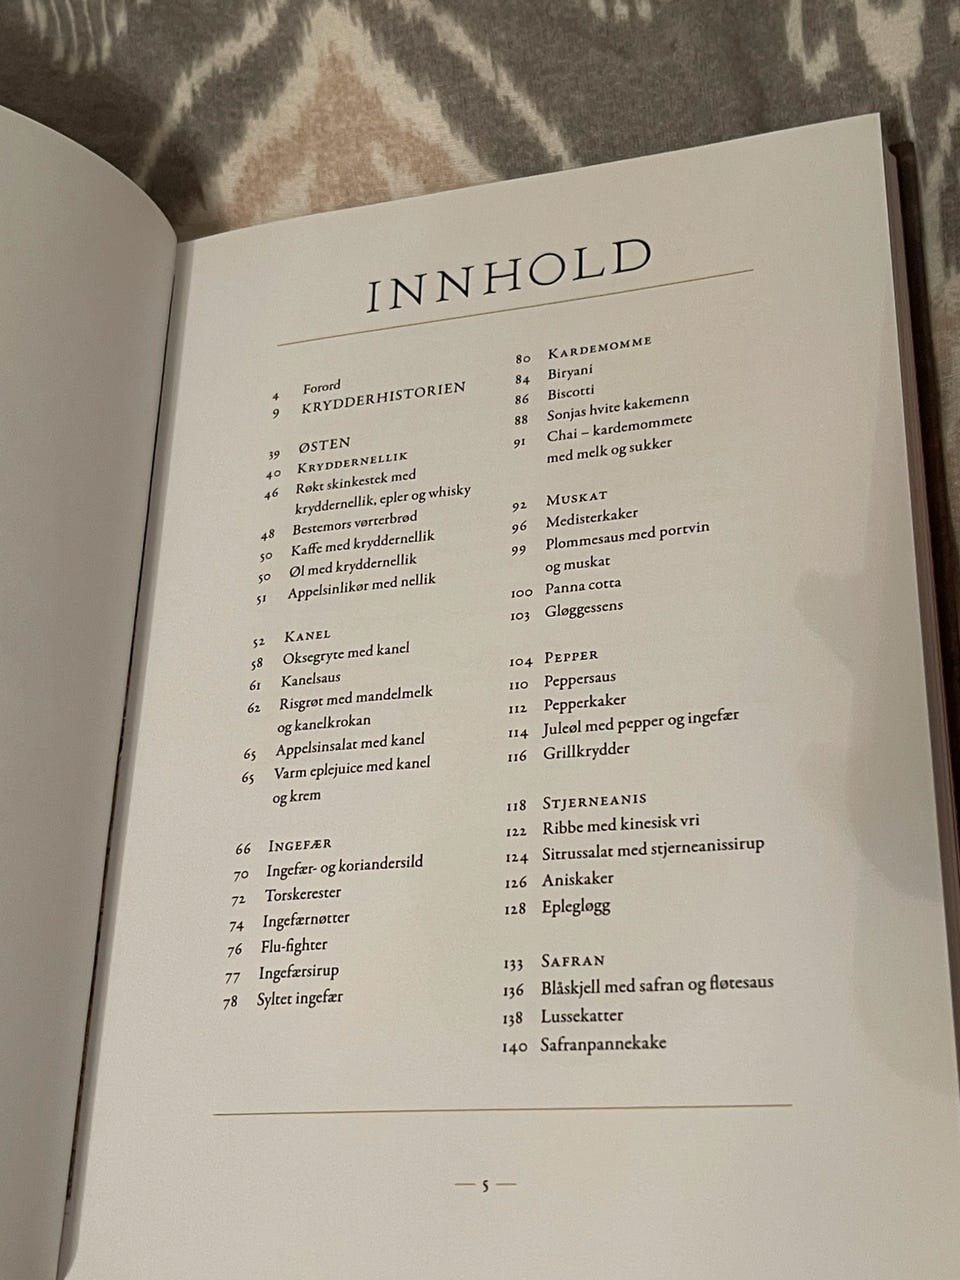 INNHOLD
4 Forord
9 KRYDDERHISTORIEN
39 ØSTEN
40 KRYDDERNELLIK
46 Røkt skinkestek med
kryddernellik, epler og whisky
48 Bestemors vørterbrød
50 Kaffe med kryddernellik
50 Øl med kryddernellik
51 Appelsinlikør med nellik
52 KANEL
58 Oksegryte med kanel
61 Kanelsaus
62 Risgrøt med mandelmelk
og kanelkrokan
65 Appelsinsalat med kanel
65 Varm eplejuice med kanel
og krem
66 INGEFÆR
70 Ingefær- og koriandersild
72 Torskerester
74 Ingefærnøtter
76 Flu-fighter
77 Ingefærsirup
78 Syltet ingefær
80 KARDEMOMME
84 Biryani
86 Biscotti
88 Sonjas hvite kakemenn
91 Chai – kardemommete
med melk og sukker
92 MUSKAT
96 Medisterkaker
99 Plommesaus med portvin
og muskat
100 Panna cotta
103 Gløggessens
104 PEPPER
110 Peppersaus
112 Pepperkaker
114 Juleøl med pepper og ingefær
116 Grillkrydder
118 STJERNEANIS
122 Ribbe med kinesisk vri
124 Sitrussalat med stjerneanissirup
126 Aniskaker
128 Eplegløgg
133 SAFRAN
136 Blåskjell med safran og fløtesaus
138 Lussekatter
140 Safranpannekake
— 5 —